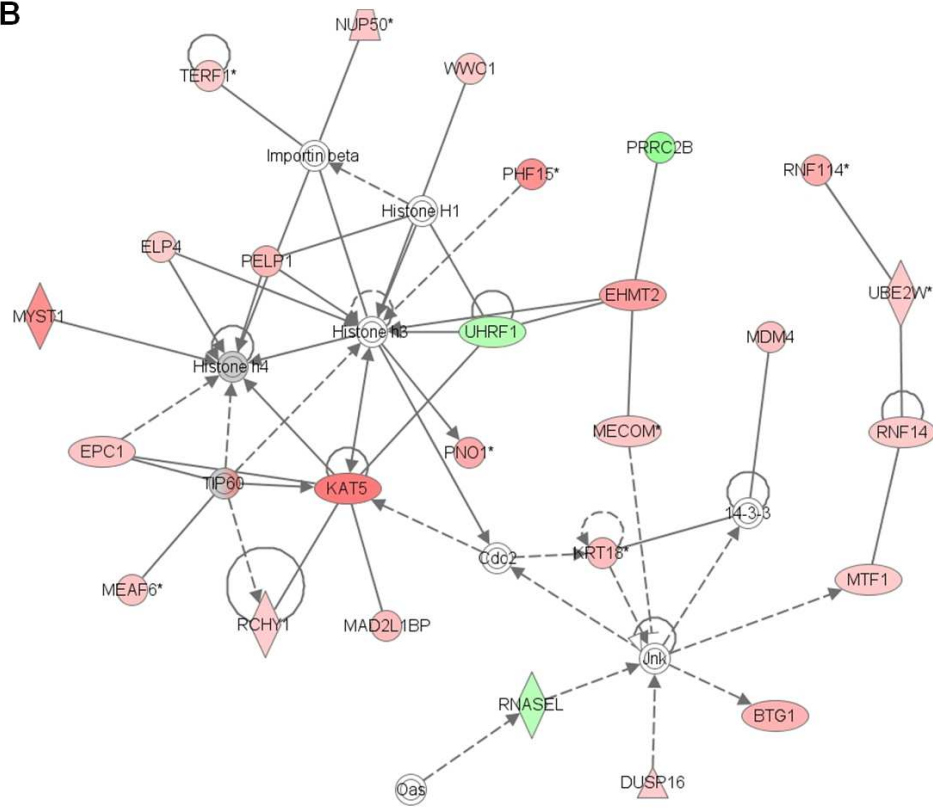 B
NUP50*
TERF1*
WWC1
Importin beta
PRRC2B
PHF15*
RNF114*
Histone H1
ELP4
PELP1
EHMT2
UBE2W*
MYST1
Histone h3
UHRF1
MDM4
Histone h4
EPC1
MECOM*
RNF14
PNO1*
TIP60
KAT5
14-3-3
Cdc2
KRT18*
MEAF6*
MTF1
RCHY1
MAD2L1BP
Jnk
RNASEL
BTG1
DUSP16
Oas